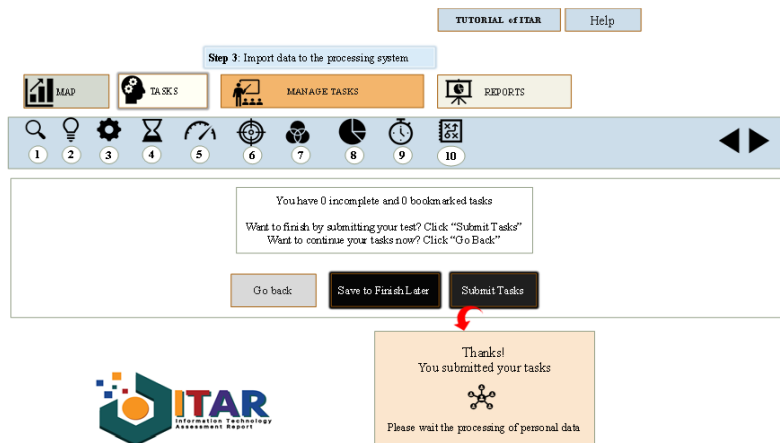 TUTORIAL of ITAR
Help
Step 3: Import data to the processing system
MAP
TASKS
MANAGE TASKS
REPORTS
1 2 3 4 5 6 7 8 9 10
You have 0 incomplete and 0 bookmarked tasks
Want to finish by submitting your test? Click “Submit Tasks”
Want to continue your tasks now? Click “Go Back”
Go back
Save to Finish Later
Submit Tasks
Thanks!
You submitted your tasks
Please wait the processing of personal data
ITAR
Information Technology
Assessment Report